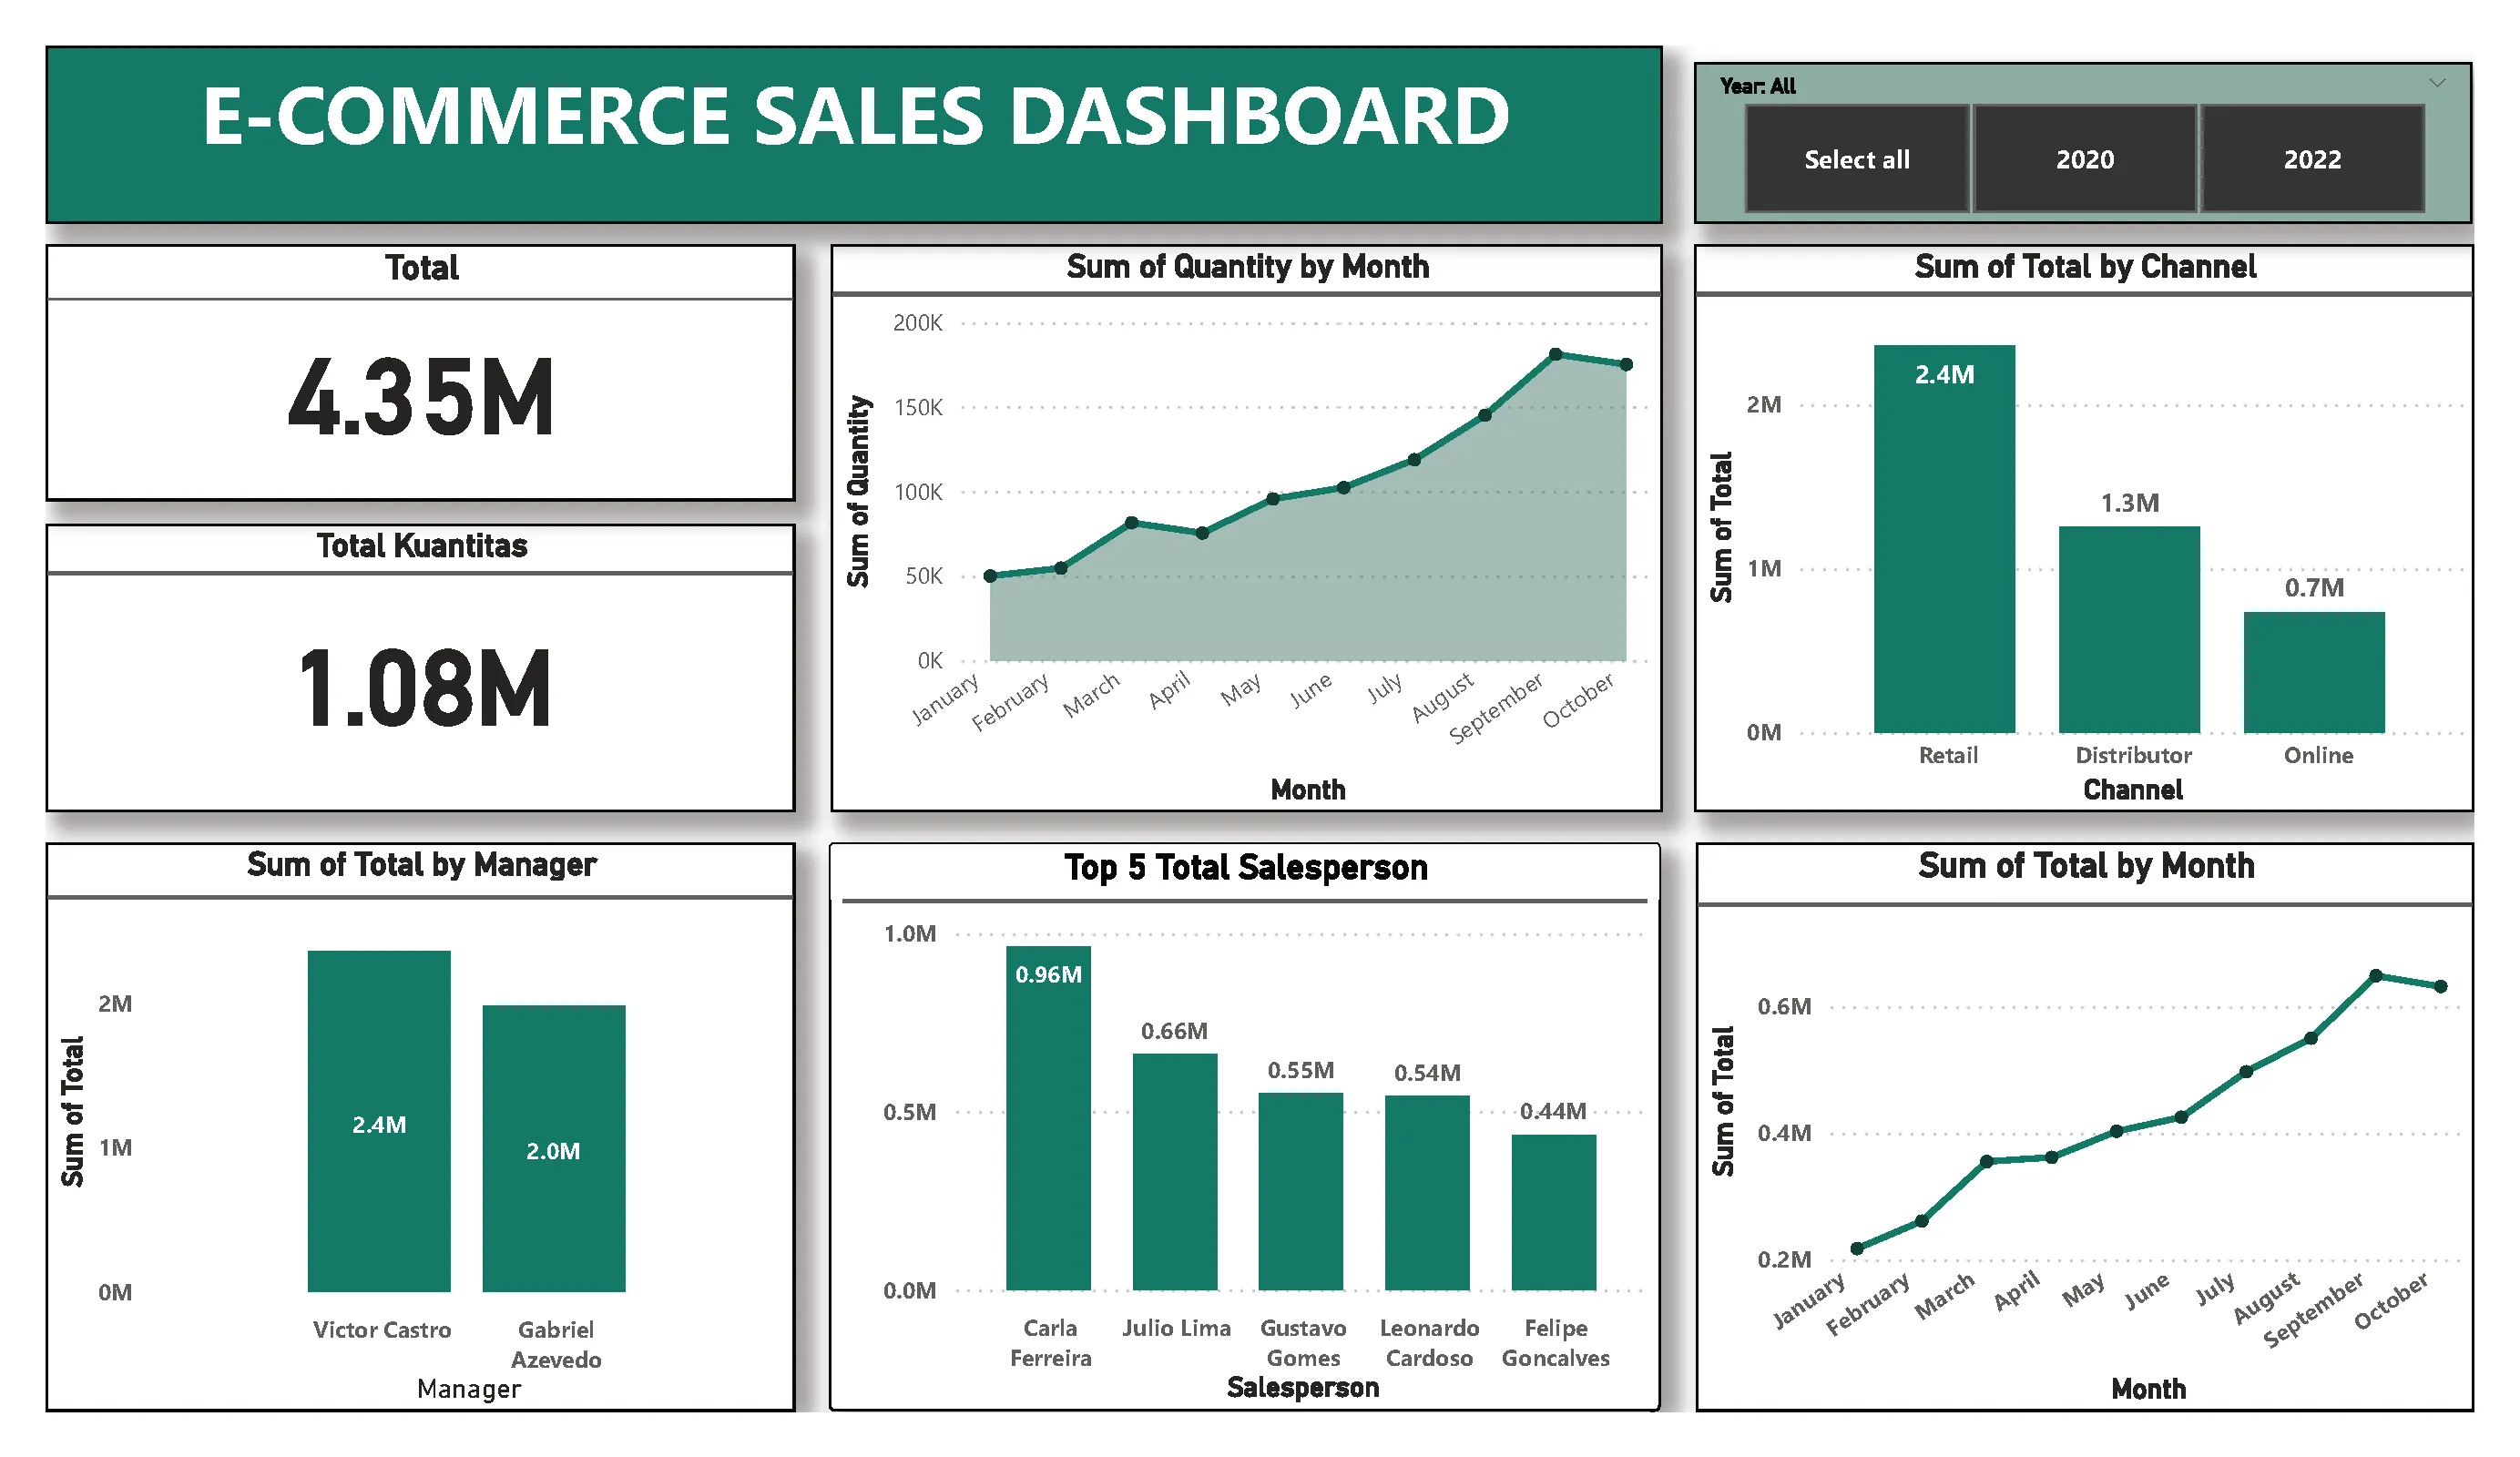 E-COMMERCE SALES DASHBOARD
Year: All
Select all
2020
2022
Total
4.35M
Total Kuantitas
1.08M
Sum of Quantity by Month
Sum of Quantity
200K
150K
100K
50K
0K
January
February
March
April
May
June
July
August
September
October
Month
Sum of Total by Channel
Sum of Total
2M
1M
0M
2.4M
1.3M
0.7M
Retail
Distributor
Online
Channel
Sum of Total by Manager
Sum of Total
2M
1M
0M
2.4M
2.0M
Victor Castro
Gabriel
Azevedo
Manager
Top 5 Total Salesperson
1.0M
0.5M
0.0M
0.96M
0.66M
0.55M
0.54M
0.44M
Carla
Ferreira
Julio Lima
Gustavo
Gomes
Leonardo
Cardoso
Felipe
Goncalves
Salesperson
Sum of Total by Month
Sum of Total
0.6M
0.4M
0.2M
January
February
March
April
May
June
July
August
September
October
Month